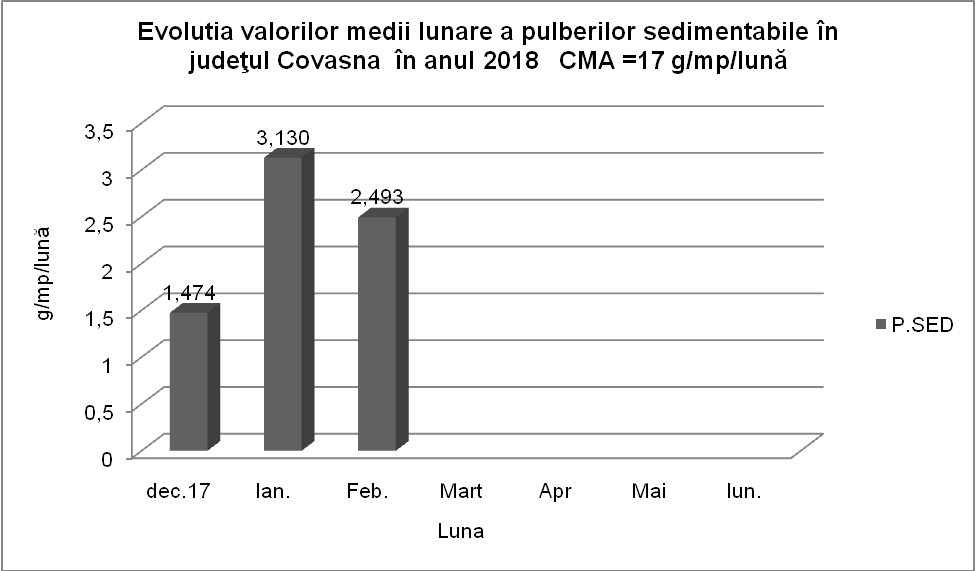 Evolutia valorilor medii lunare a pulberilor sedimentabile în
judeţul Covasna în anul 2018 CMA =17 g/mp/lună
3,5
3
2,5
2
1,5
1
0,5
0
g/mp/lună
1,474
3,130
2,493
dec.17
Ian.
Feb.
Mart
Apr
Mai
Iun.
Luna
P.SED